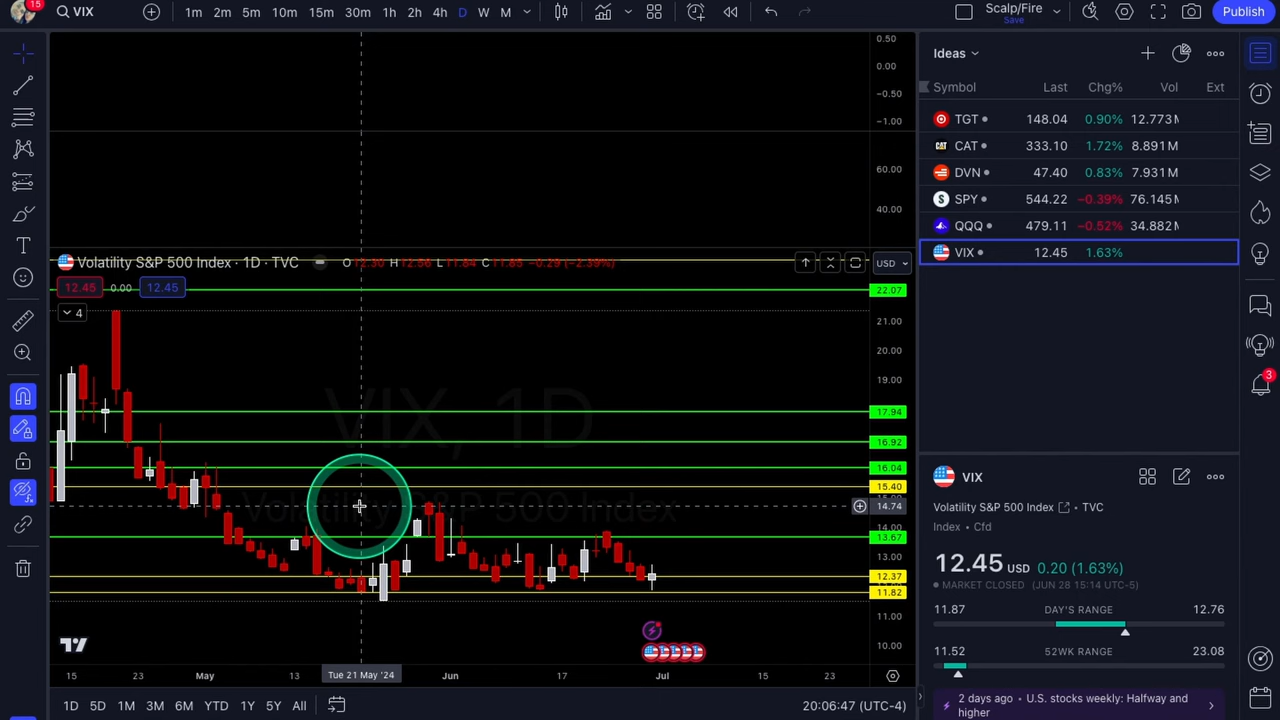 15
VIX
1m 2m 5m 10m 15m 30m 1h 2h 4h D W M
Scalp/Fire
Save
Publish
Ideas
Symbol Last Chg% Vol Ext
TGT 148.04 0.90% 12.773M
CAT 333.10 1.72% 8.891M
DVN 47.40 0.83% 7.931M
SPY 544.22 −0.39% 76.145M
QQQ 479.11 −0.52% 34.882M
VIX 12.45 1.63%
0.50
0.00
−0.50
−1.00
60.00
40.00
Volatility S&P 500 Index · 1D · TVC O12.30 H12.56 L11.84 C11.85 −0.29 (−2.39%)
USD
12.45 0.00 12.45
4
22.07
21.00
20.00
19.00
17.94
16.92
16.04
15.40
14.74
14.00
13.67
13.00
12.37
11.82
11.00
10.00
VIX, 1D
Volatility S&P 500 Index
15 23 May 13 Tue 21 May '24 Jun 17 Jul 15 23
1D 5D 1M 3M 6M YTD 1Y 5Y All
20:06:47 (UTC-4)
3
VIX
Volatility S&P 500 Index · TVC
Index · Cfd
12.45 USD 0.20 (1.63%)
MARKET CLOSED (JUN 28 15:14 UTC-5)
11.87 DAY'S RANGE 12.76
11.52 52WK RANGE 23.08
2 days ago · U.S. stocks weekly: Halfway and
higher